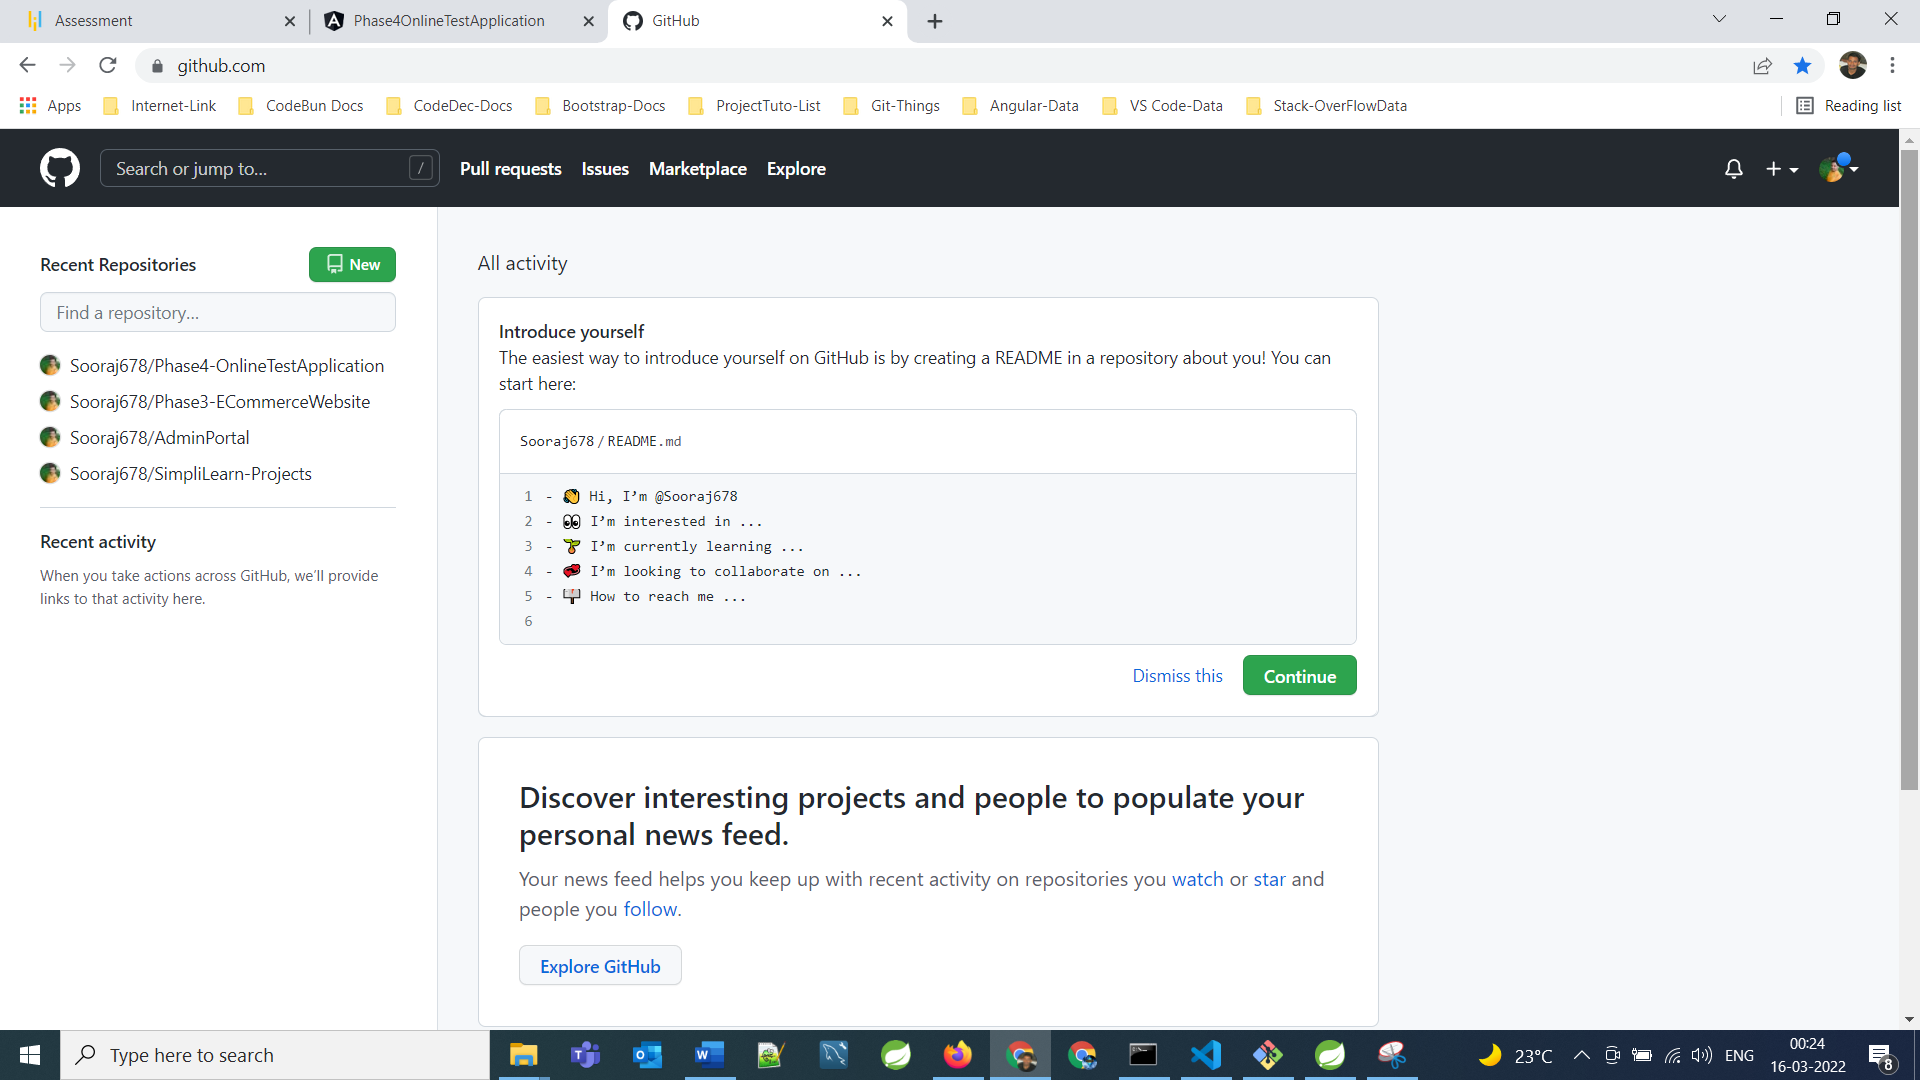 Assessment
Phase4OnlineTestApplication
GitHub
github.com
Apps
Internet-Link
CodeBun Docs
CodeDec-Docs
Bootstrap-Docs
ProjectTuto-List
Git-Things
Angular-Data
VS Code-Data
Stack-OverFlowData
Reading list
Search or jump to...
/
Pull requests
Issues
Marketplace
Explore
Recent Repositories
New
Find a repository...
Sooraj678/Phase4-OnlineTestApplication
Sooraj678/Phase3-ECommerceWebsite
Sooraj678/AdminPortal
Sooraj678/SimpliLearn-Projects
Recent activity
When you take actions across GitHub, we'll provide
links to that activity here.
All activity
Introduce yourself
The easiest way to introduce yourself on GitHub is by creating a README in a repository about you! You can
start here:
Sooraj678/README.md
1 - 👋 Hi, I’m @Sooraj678
2 - 👀 I’m interested in ...
3 - 🌱 I’m currently learning ...
4 - 💞️ I’m looking to collaborate on ...
5 - 📫 How to reach me ...
6
Dismiss this
Continue
Discover interesting projects and people to populate your
personal news feed.
Your news feed helps you keep up with recent activity on repositories you watch or star and
people you follow.
Explore GitHub
Type here to search
23°C
ENG
00:24
16-03-2022
8